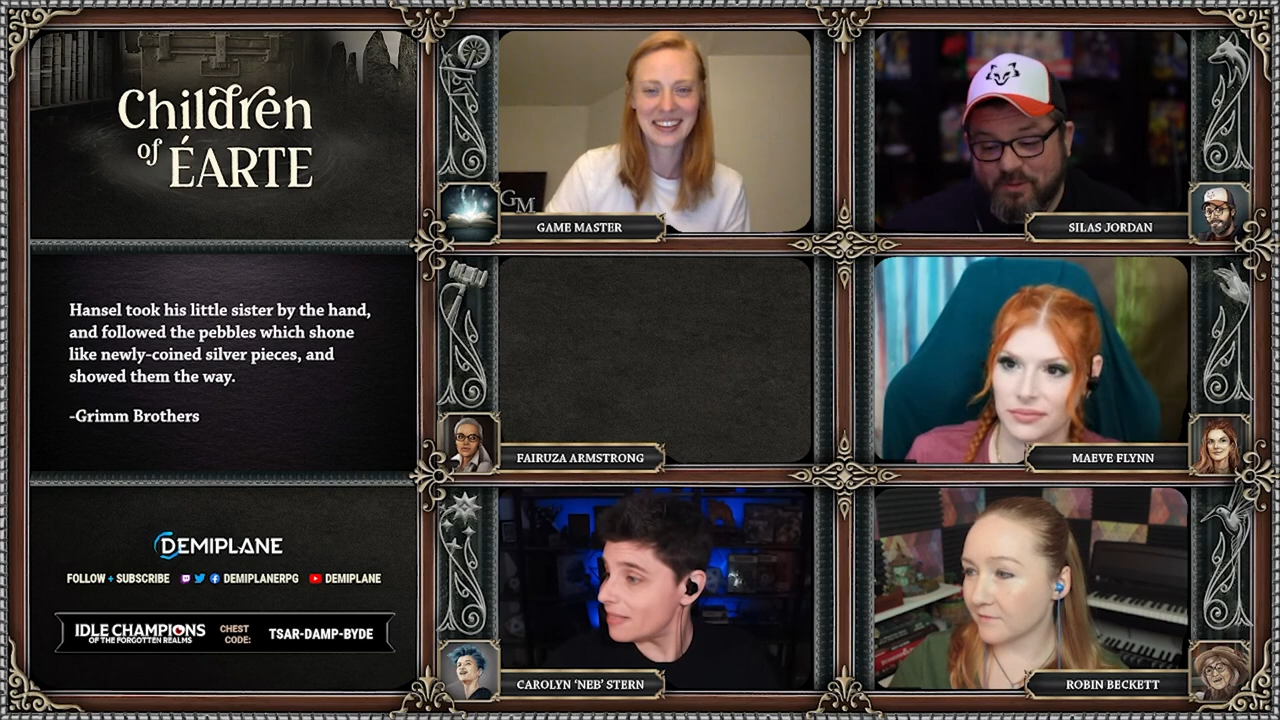 Children
of ÉARTE
Hansel took his little sister by the hand,
and followed the pebbles which shone
like newly-coined silver pieces, and
showed them the way.
-Grimm Brothers
DEMIPLANE
FOLLOW + SUBSCRIBE DEMIPLANERPG DEMIPLANE
IDLE CHAMPIONS
OF THE FORGOTTEN REALMS
CHEST
CODE:
TSAR-DAMP-BYDE
GM
GAME MASTER
SILAS JORDAN
FAIRUZA ARMSTRONG
MAEVE FLYNN
CAROLYN 'NEB' STERN
ROBIN BECKETT